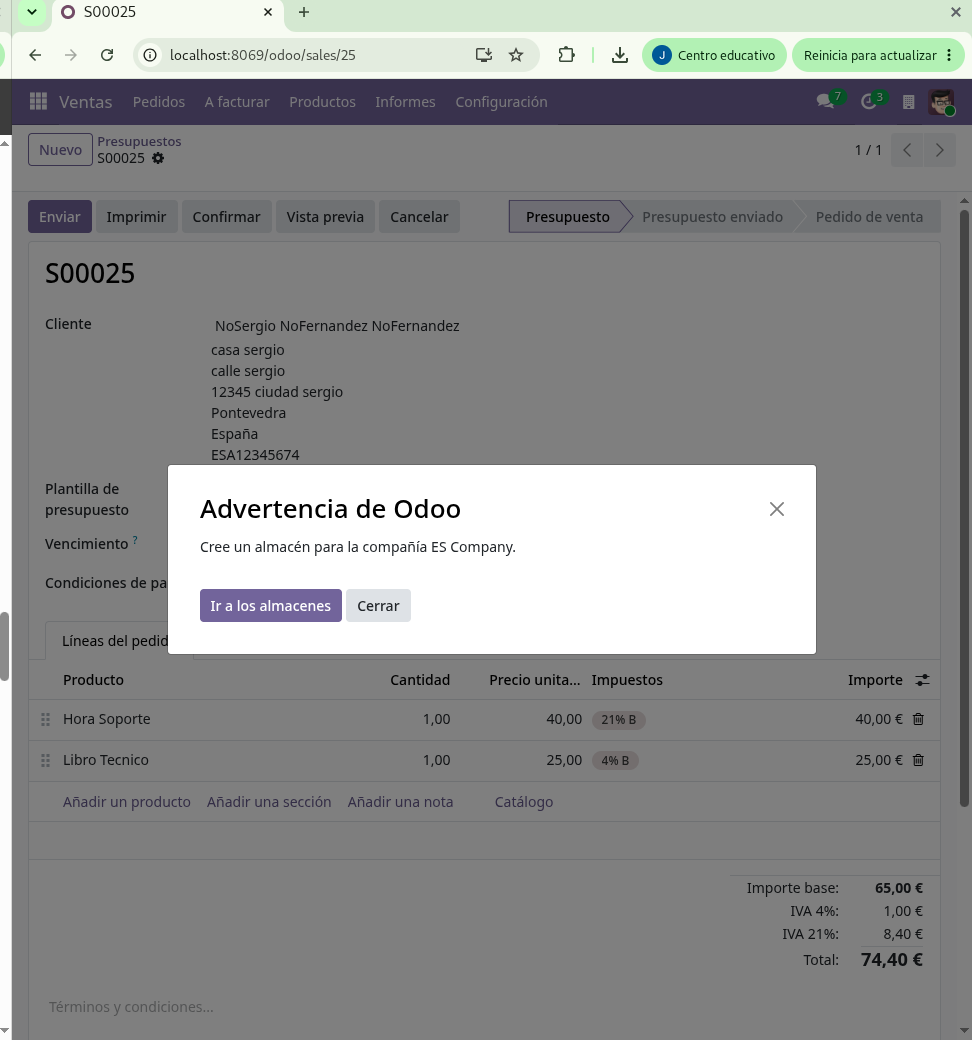 S00025
localhost:8069/odoo/sales/25
J
Centro educativo
Reinicia para actualizar
Ventas
Pedidos
A facturar
Productos
Informes
Configuración
7
3
Nuevo
Presupuestos
S00025
1 / 1
Enviar
Imprimir
Confirmar
Vista previa
Cancelar
Presupuesto
Presupuesto enviado
Pedido de venta
S00025
Cliente
NoSergio NoFernandez NoFernandez
casa sergio
calle sergio
12345 ciudad sergio
Pontevedra
España
ESA12345674
Plantilla de
presupuesto
Vencimiento ?
Condiciones de pa
Advertencia de Odoo
Cree un almacén para la compañía ES Company.
Ir a los almacenes
Cerrar
Líneas del pedid
Producto Cantidad Precio unita... Impuestos Importe
Hora Soporte 1,00 40,00 21% B 40,00 €
Libro Tecnico 1,00 25,00 4% B 25,00 €
Añadir un producto Añadir una sección Añadir una nota Catálogo
Importe base: 65,00 €
IVA 4%: 1,00 €
IVA 21%: 8,40 €
Total: 74,40 €
Términos y condiciones...